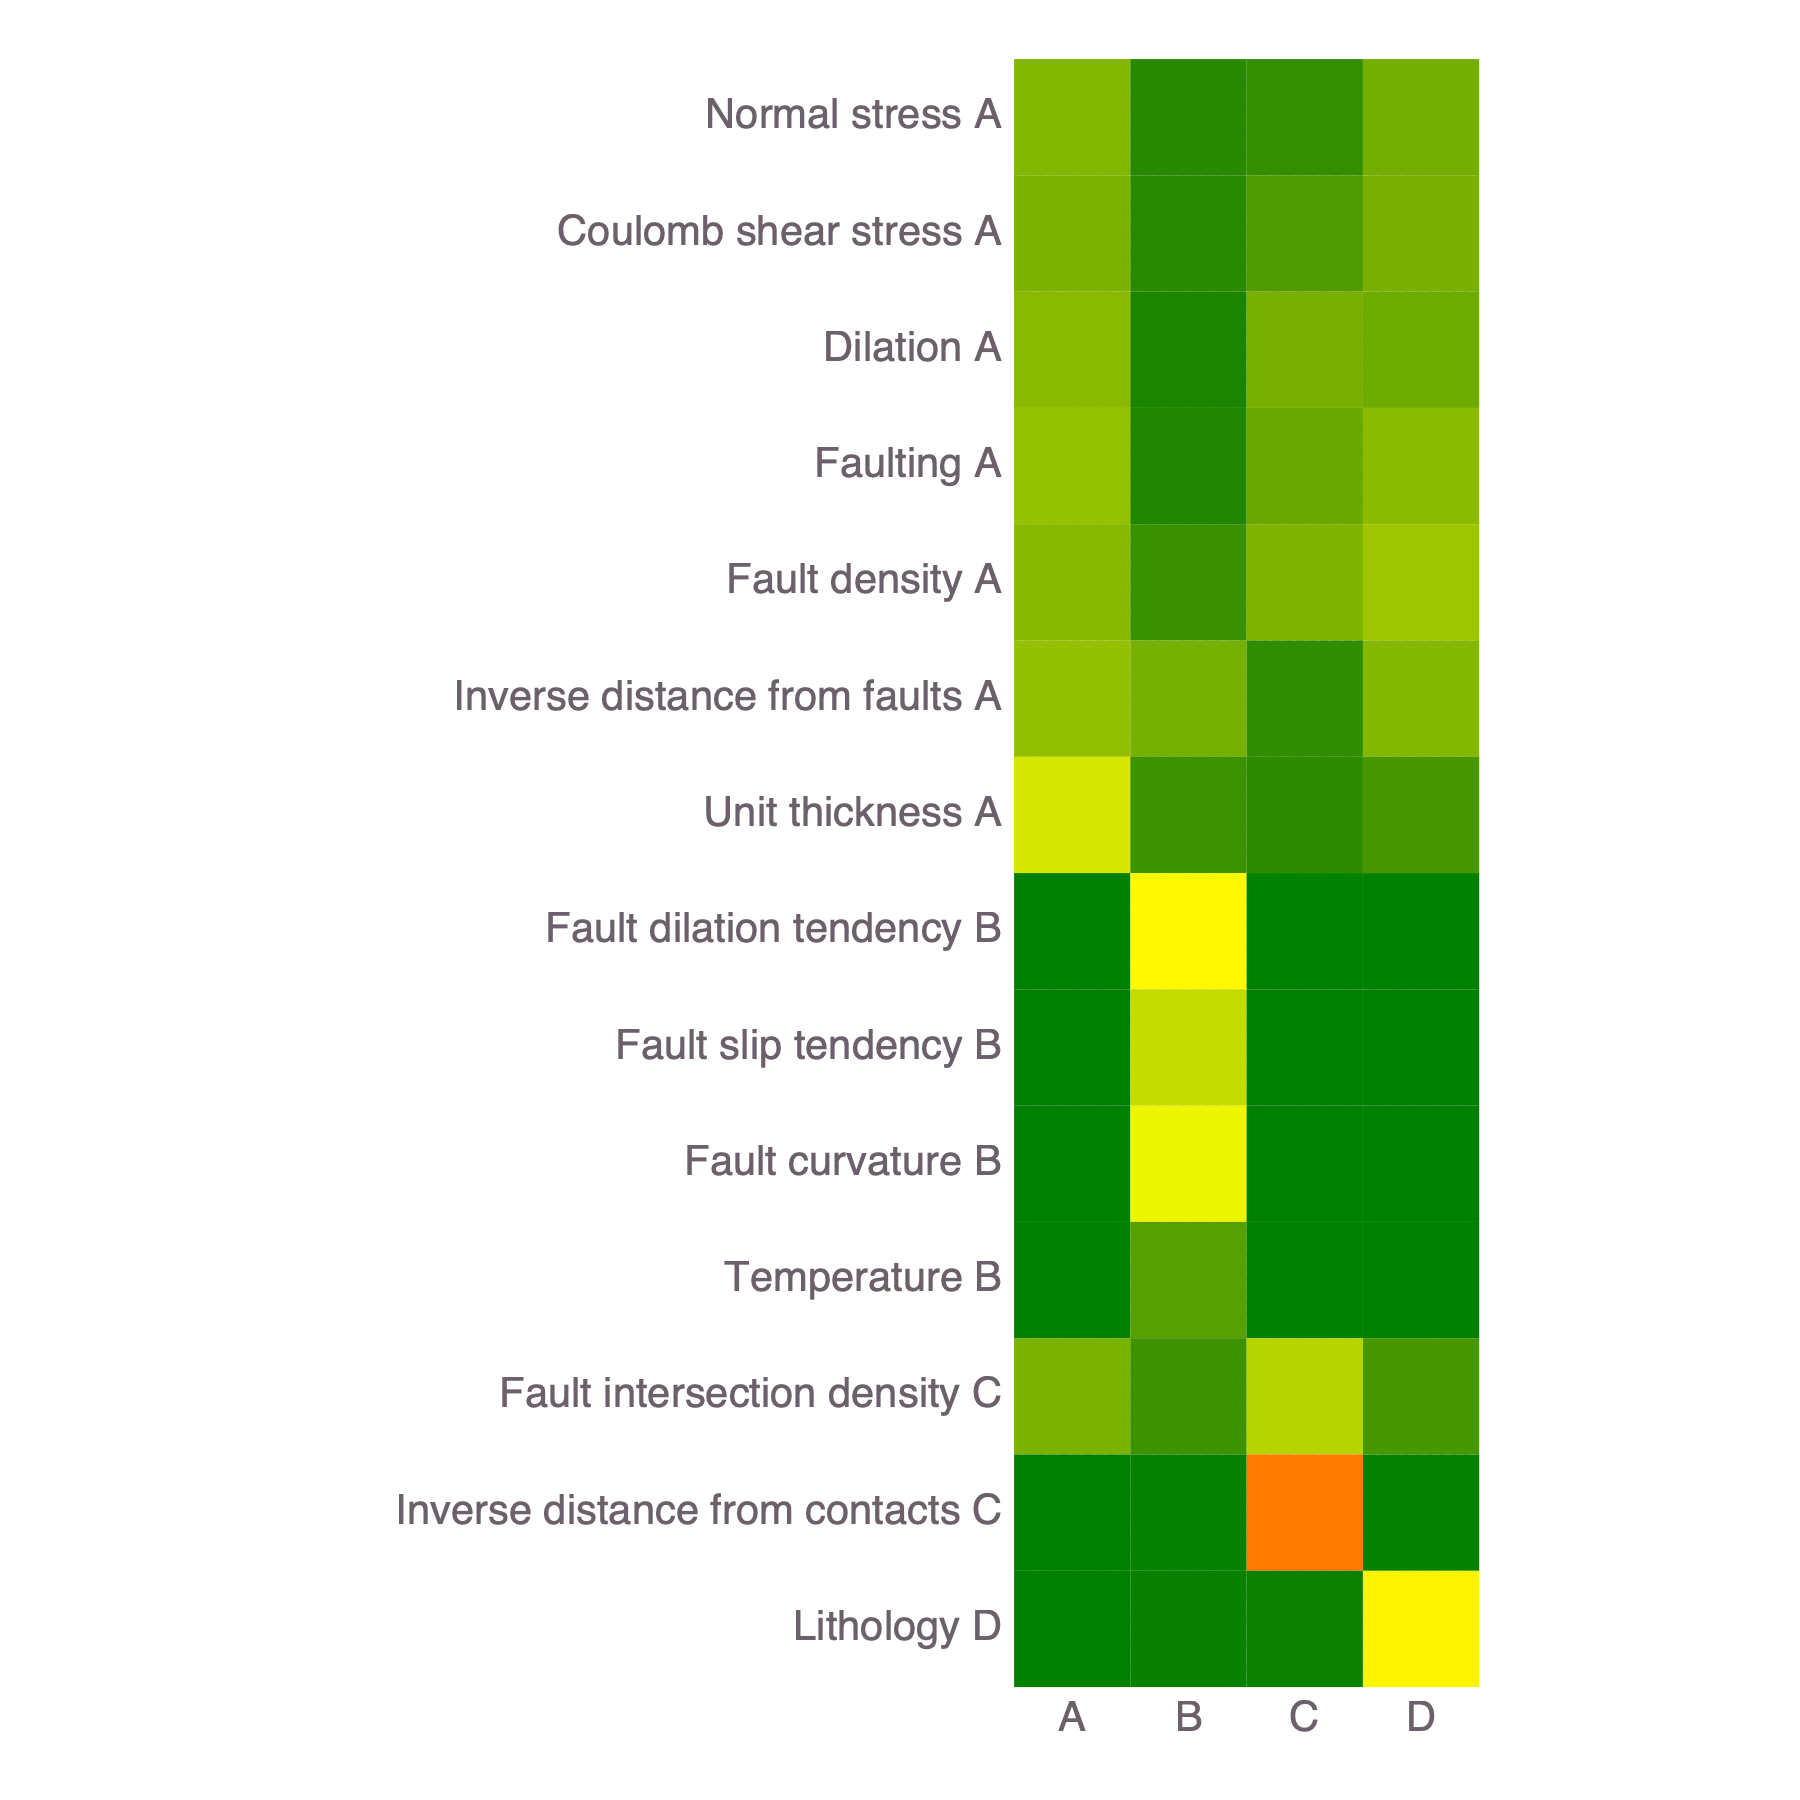 Normal stress A
Coulomb shear stress A
Dilation A
Faulting A
Fault density A
Inverse distance from faults A
Unit thickness A
Fault dilation tendency B
Fault slip tendency B
Fault curvature B
Temperature B
Fault intersection density C
Inverse distance from contacts C
Lithology D
A B C D